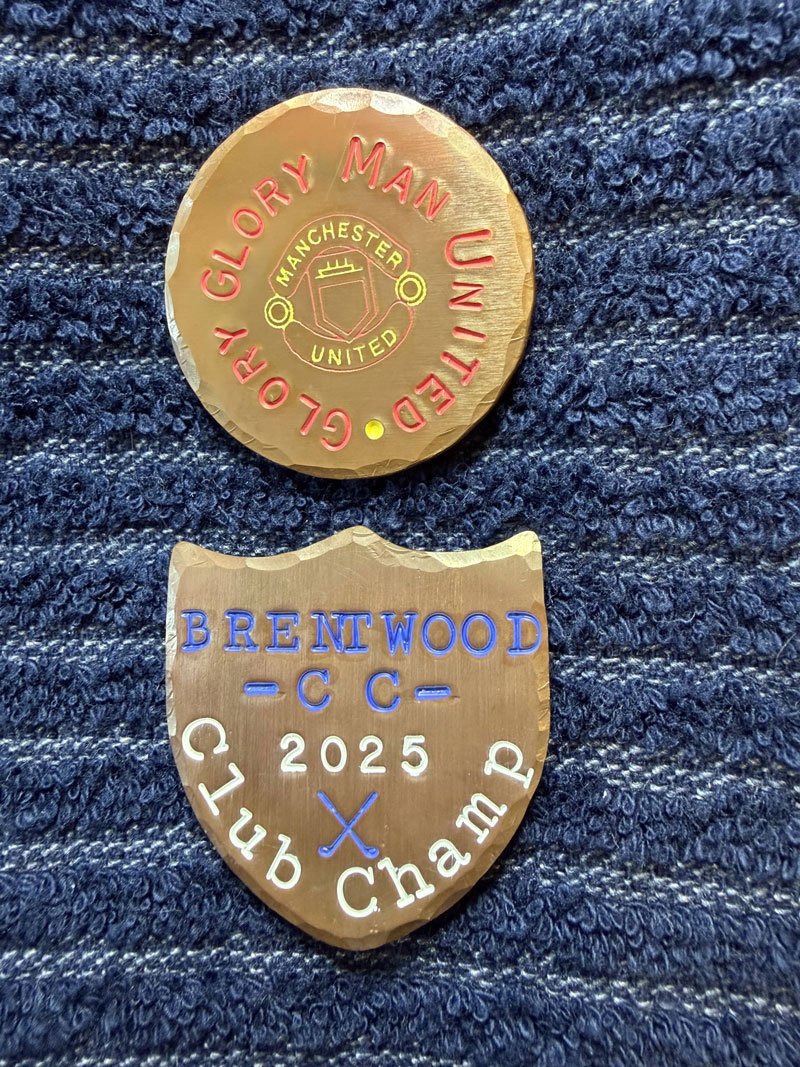 GLORY GLORY MAN UNITED
MANCHESTER
UNITED
BRENTWOOD
- C C -
2025
Club Champ